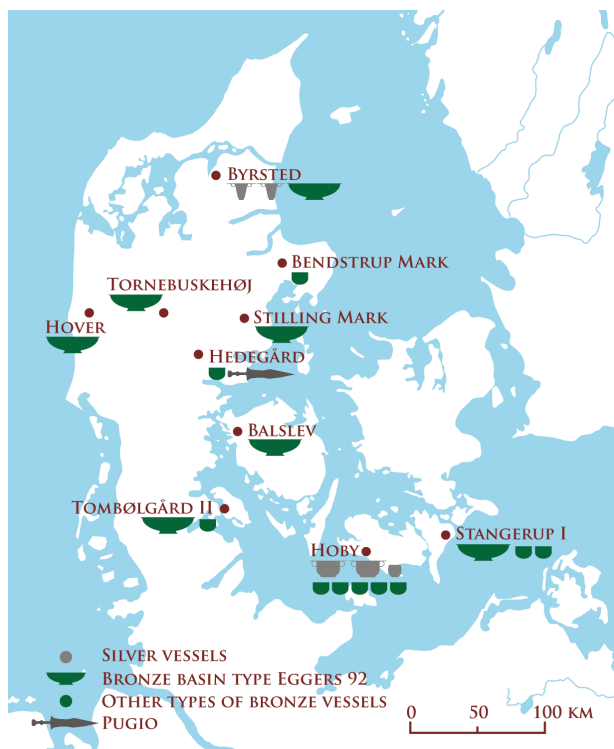 Byrsted
Bendstrup Mark
Tornebuskehøj
Stilling Mark
Hover
Hedegård
Balslev
Tombølgård II
Stangerup I
Hoby
Silver vessels
Bronze basin type Eggers 92
Other types of bronze vessels
Pugio
0 50 100 km